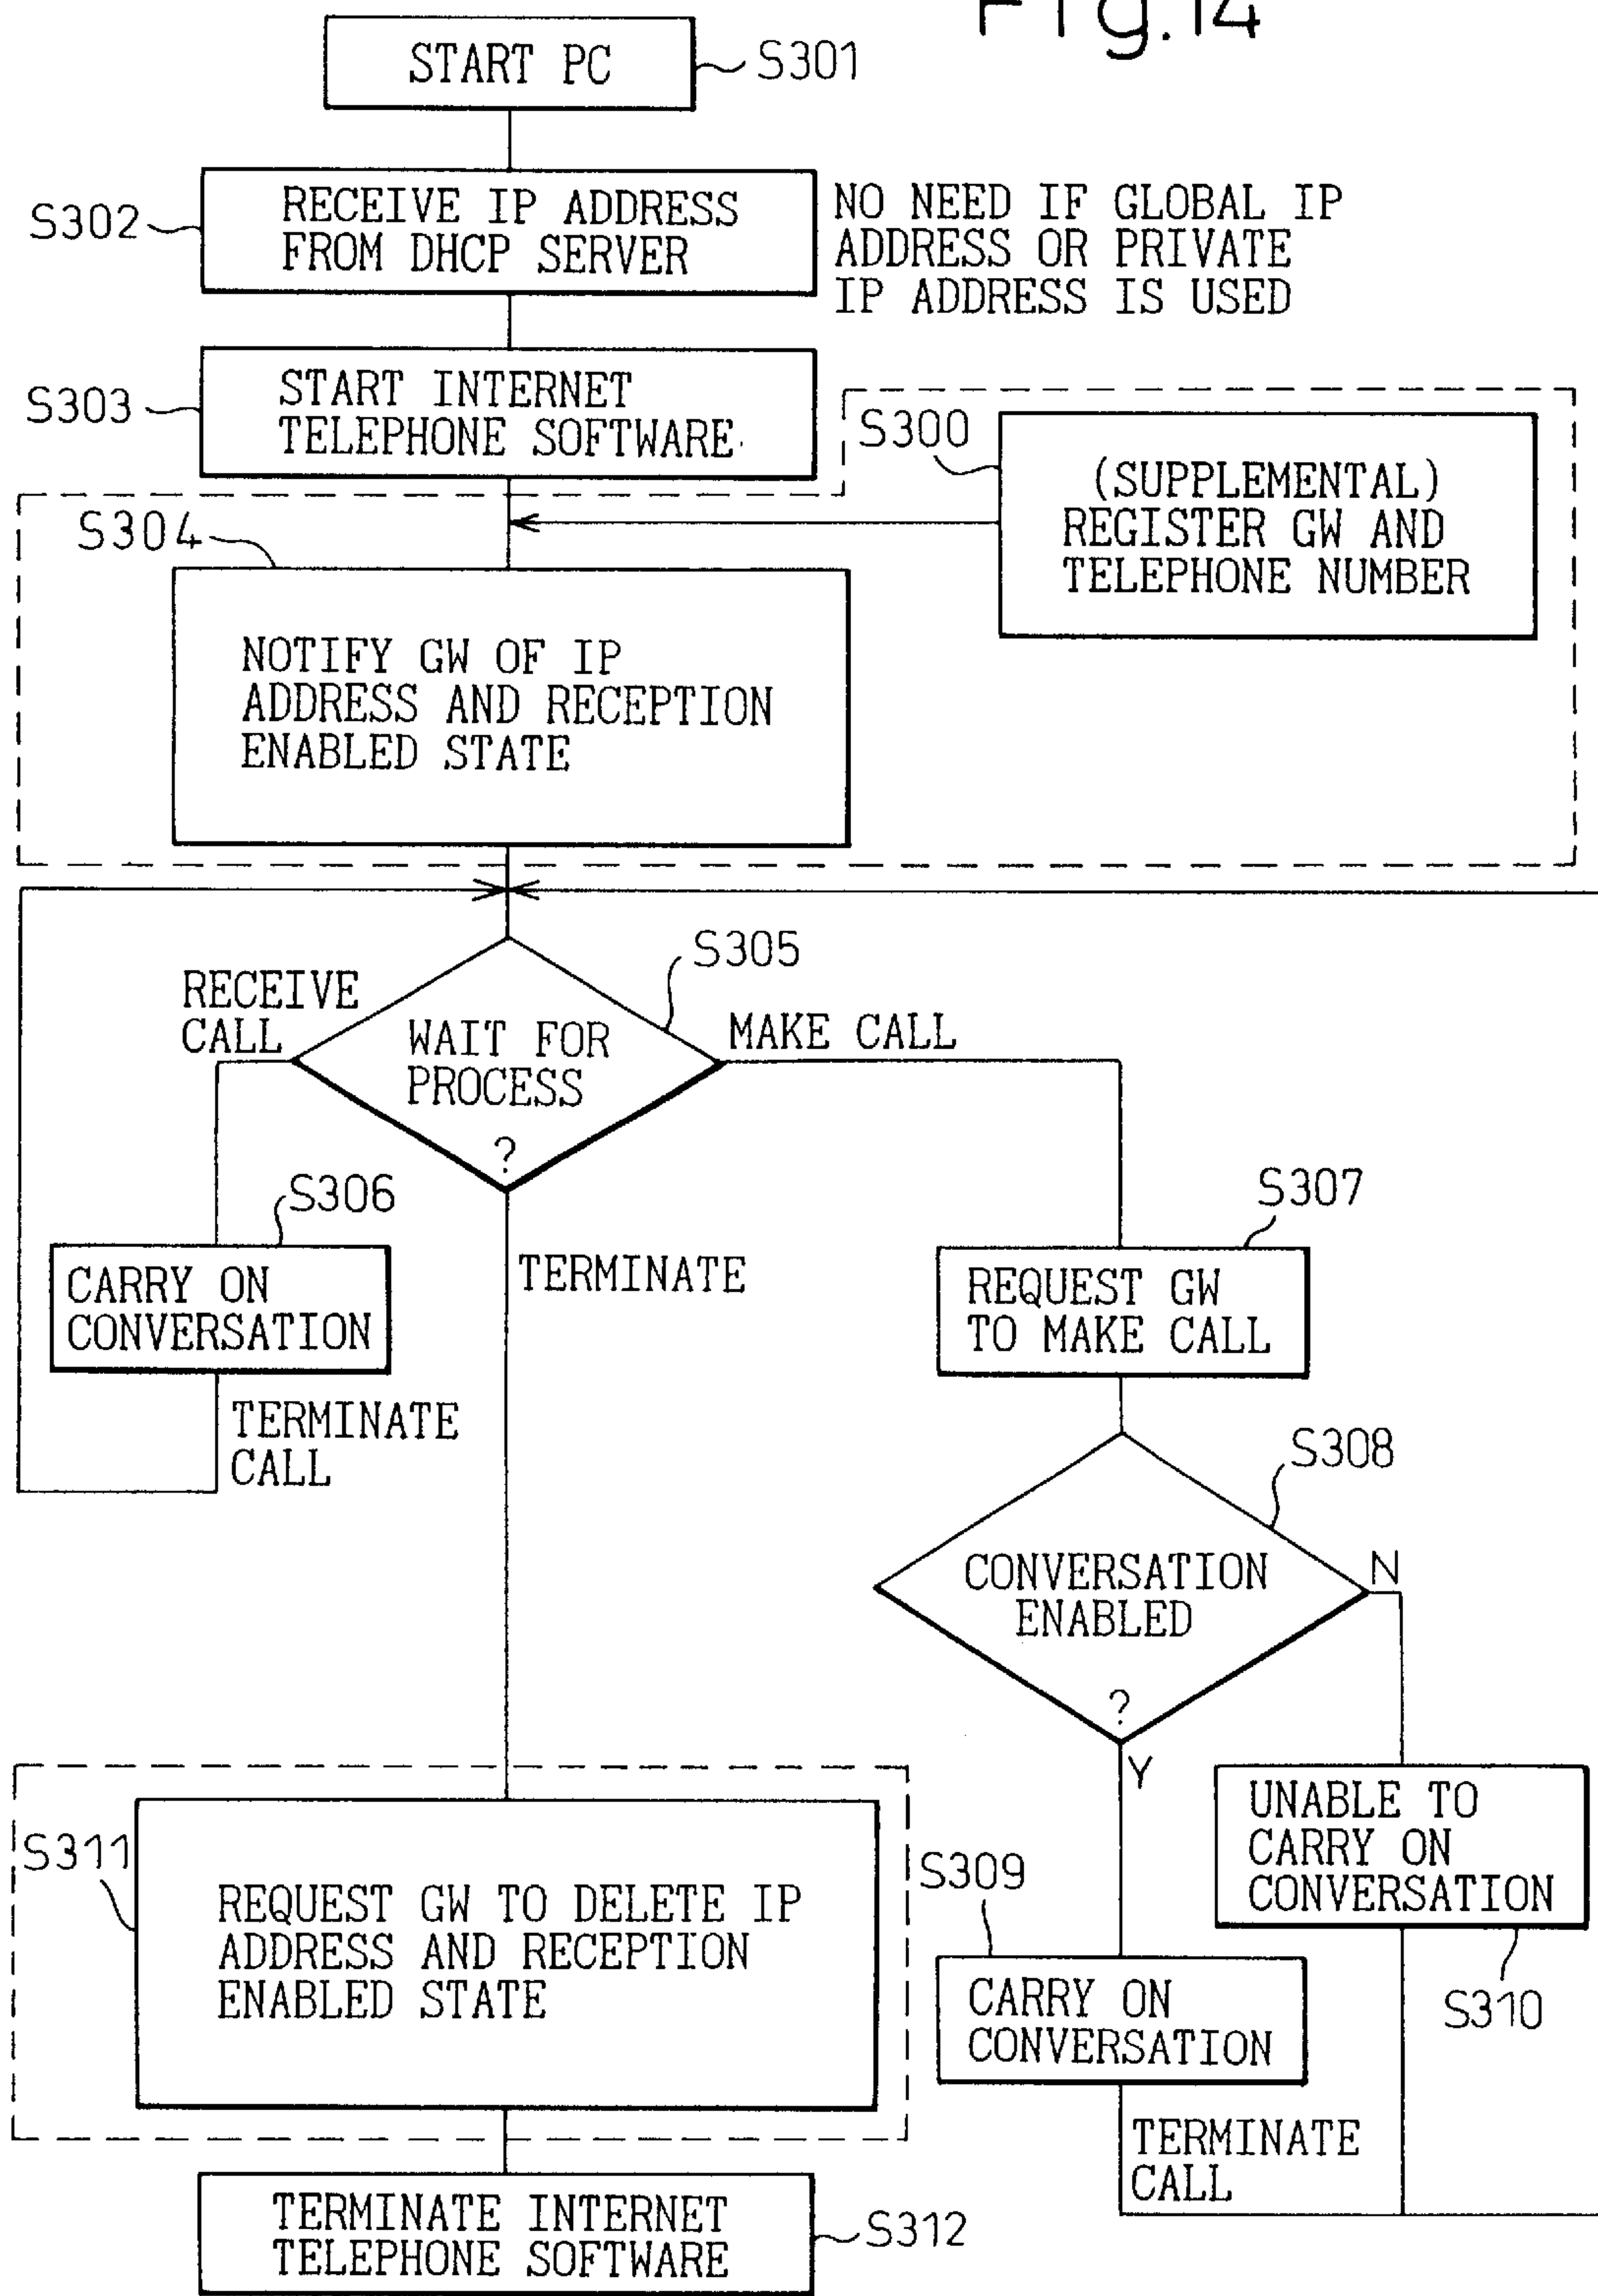 Fig.14
START PC
S301
S302
RECEIVE IP ADDRESS
FROM DHCP SERVER
NO NEED IF GLOBAL IP
ADDRESS OR PRIVATE
IP ADDRESS IS USED
S303
START INTERNET
TELEPHONE SOFTWARE
S300
(SUPPLEMENTAL)
REGISTER GW AND
TELEPHONE NUMBER
S304
NOTIFY GW OF IP
ADDRESS AND RECEPTION
ENABLED STATE
S305
RECEIVE
CALL
WAIT FOR
PROCESS
?
MAKE CALL
S306
CARRY ON
CONVERSATION
TERMINATE
CALL
TERMINATE
S307
REQUEST GW
TO MAKE CALL
S308
CONVERSATION
ENABLED
?
N
Y
UNABLE TO
CARRY ON
CONVERSATION
S310
S309
CARRY ON
CONVERSATION
TERMINATE
CALL
S311
REQUEST GW TO DELETE IP
ADDRESS AND RECEPTION
ENABLED STATE
TERMINATE INTERNET
TELEPHONE SOFTWARE
S312